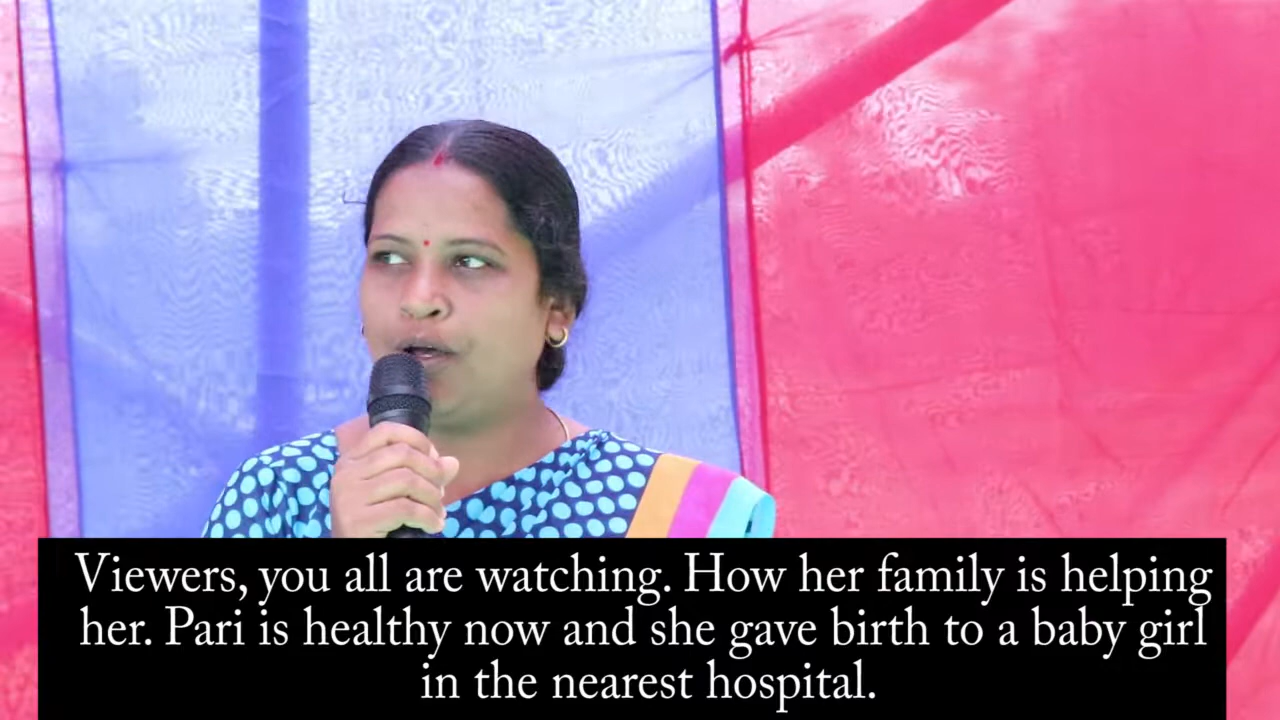 Viewers, you all are watching. How her family is helping
her. Pari is healthy now and she gave birth to a baby girl
in the nearest hospital.